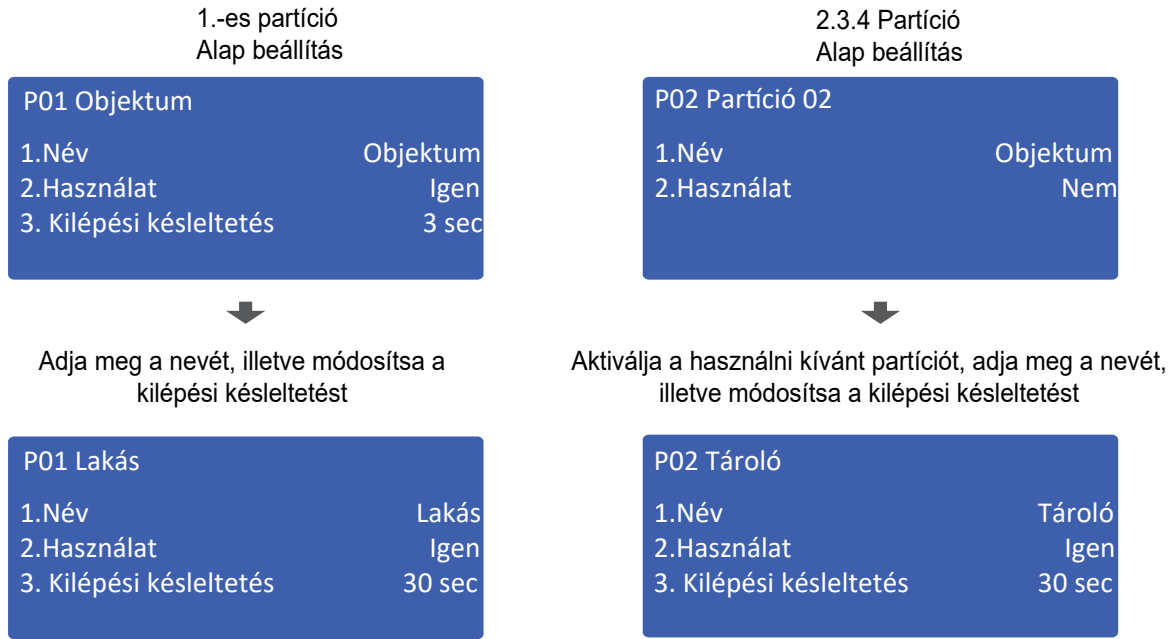 1.-es partíció
Alap beállítás
P01 Objektum
1.Név Objektum
2.Használat Igen
3. Kilépési késleltetés 3 sec
Adja meg a nevét, illetve módosítsa a
kilépési késleltetést
P01 Lakás
1.Név Lakás
2.Használat Igen
3. Kilépési késleltetés 30 sec
2.3.4 Partíció
Alap beállítás
P02 Partíció 02
1.Név Objektum
2.Használat Nem
Aktiválja a használni kívánt partíciót, adja meg a nevét,
illetve módosítsa a kilépési késleltetést
P02 Tároló
1.Név Tároló
2.Használat Igen
3. Kilépési késleltetés 30 sec